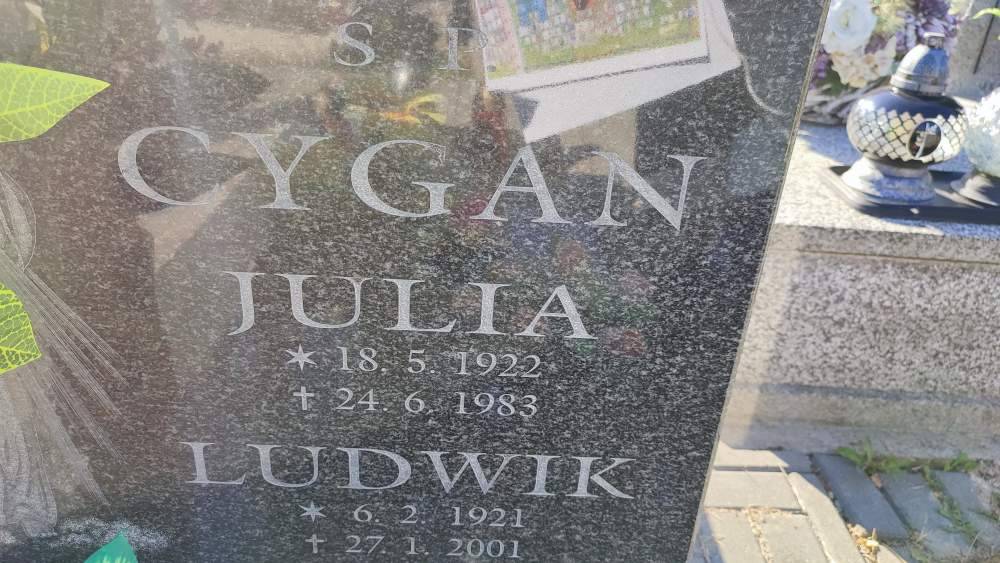 Ś P
CYGAN
JULIA
✶ 18. 5. 1922
✝ 24. 6. 1983
LUDWIK
✶ 6. 2. 1921
✝ 27. 1. 2001